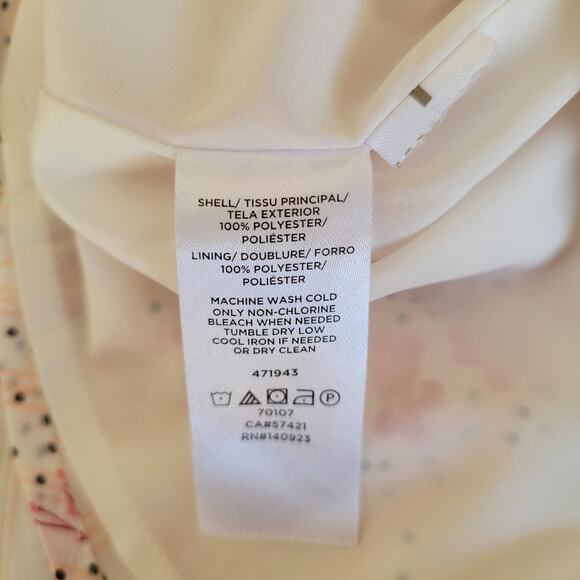 SHELL/ TISSU PRINCIPAL/
TELA EXTERIOR
100% POLYESTER/
POLIÉSTER
LINING/ DOUBLURE/ FORRO
100% POLYESTER/
POLIÉSTER
MACHINE WASH COLD
ONLY NON-CHLORINE
BLEACH WHEN NEEDED
TUMBLE DRY LOW
COOL IRON IF NEEDED
OR DRY CLEAN
471943
P
70107
CA#57421
RN#140923